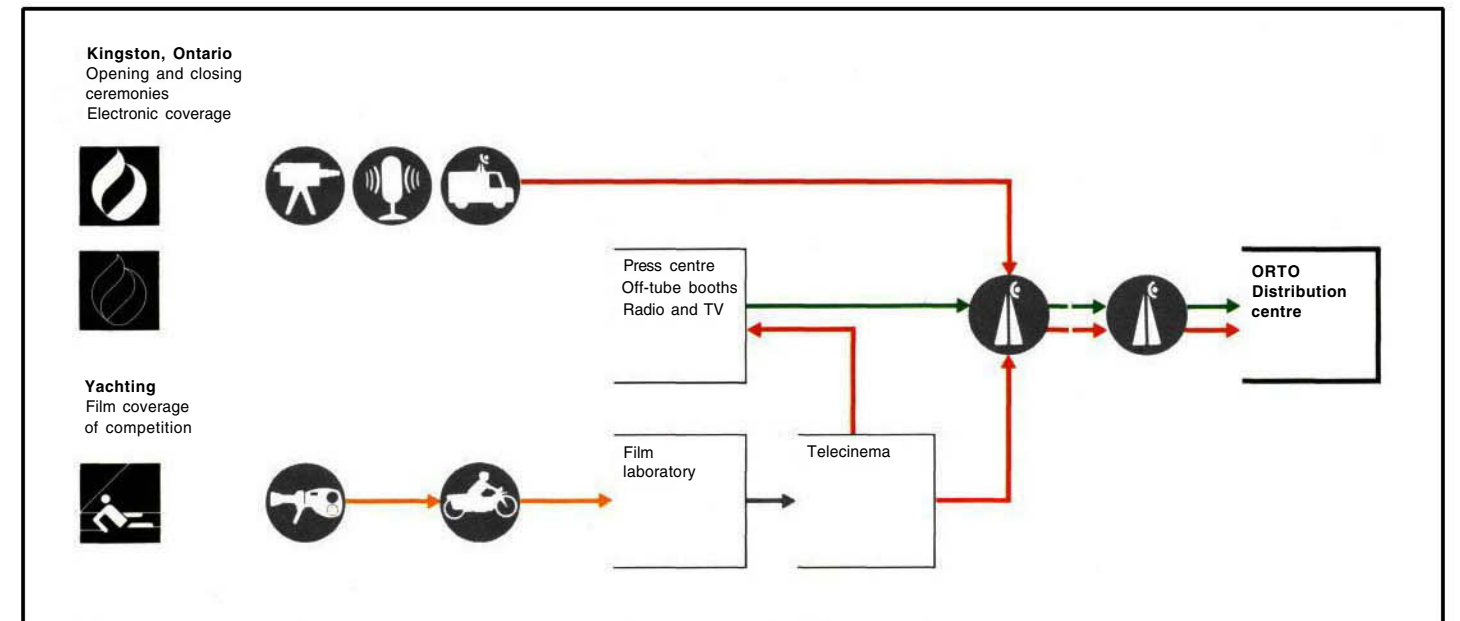 Kingston, Ontario
Opening and closing
ceremonies
Electronic coverage
Press centre
Off-tube booths
Radio and TV
ORTO
Distribution
centre
Yachting
Film coverage
of competition
Film
laboratory
Telecinema